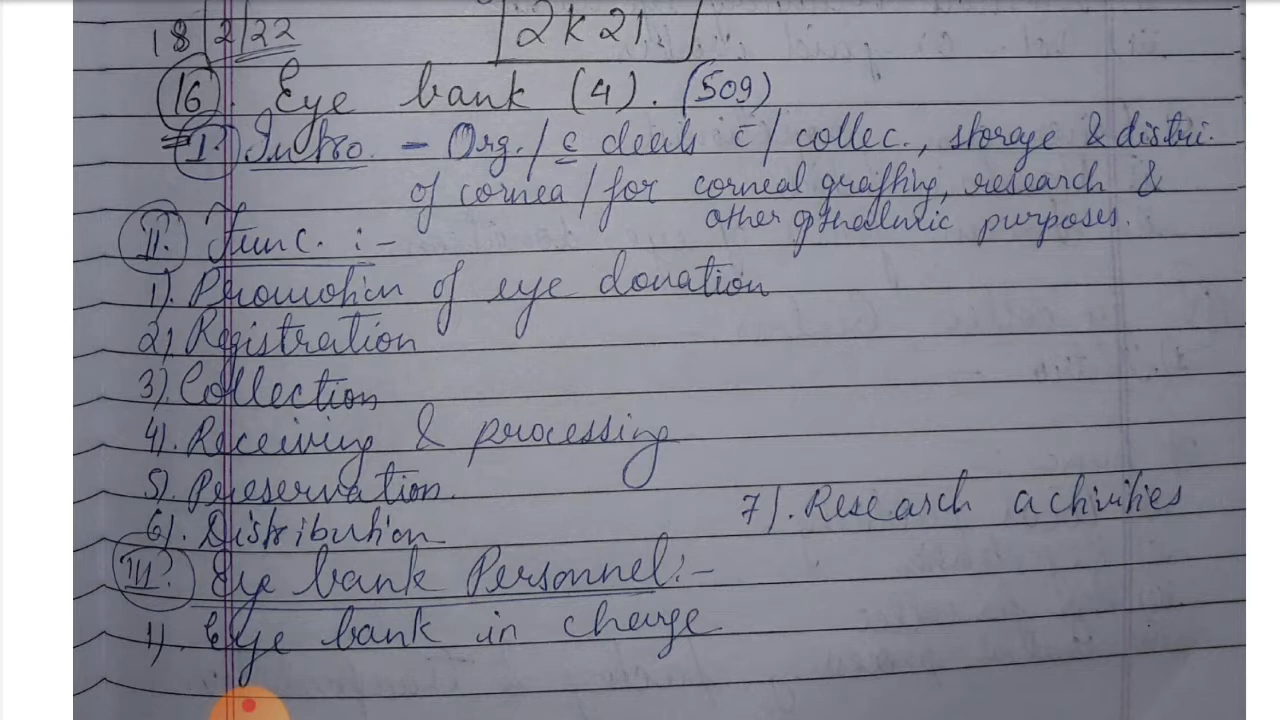 18/2/22
2k21
16. Eye bank (4). (509)
I. Intro. - Org./c deals c̄/collec., storage & distri.
of cornea/for corneal grafting, research &
other opthalmic purposes.
II. Func. :-
1). Promotion of eye donation
2). Registration
3). Collection
4). Receiving & processing
5). Preservation.
6). Distribution
7). Research activities
III. Eye bank Personnel:-
1). Eye bank in charge